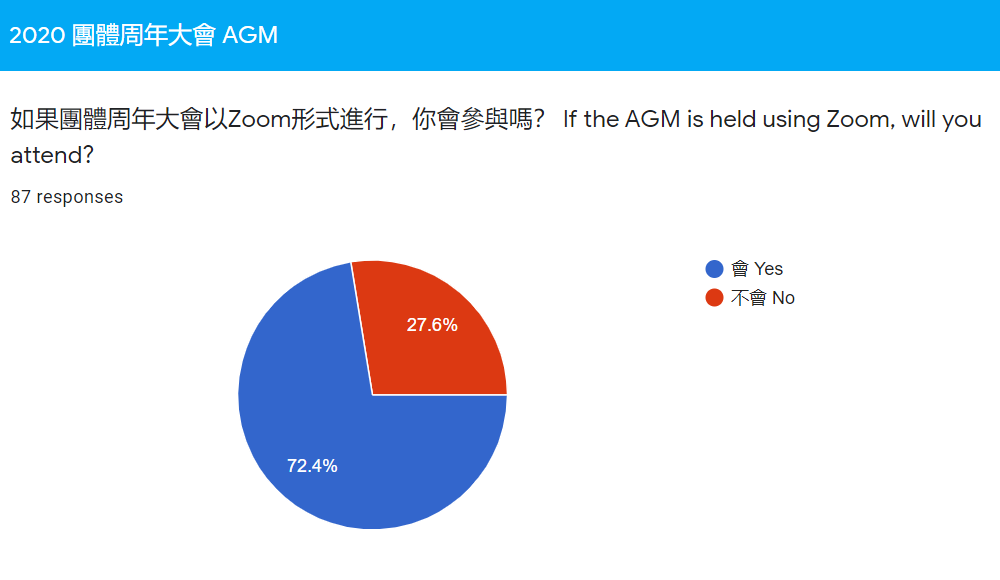 2020 團體周年大會 AGM
如果團體周年大會以Zoom形式進行，你會參與嗎？ If the AGM is held using Zoom, will you
attend?
87 responses
會 Yes
不會 No
27.6%
72.4%